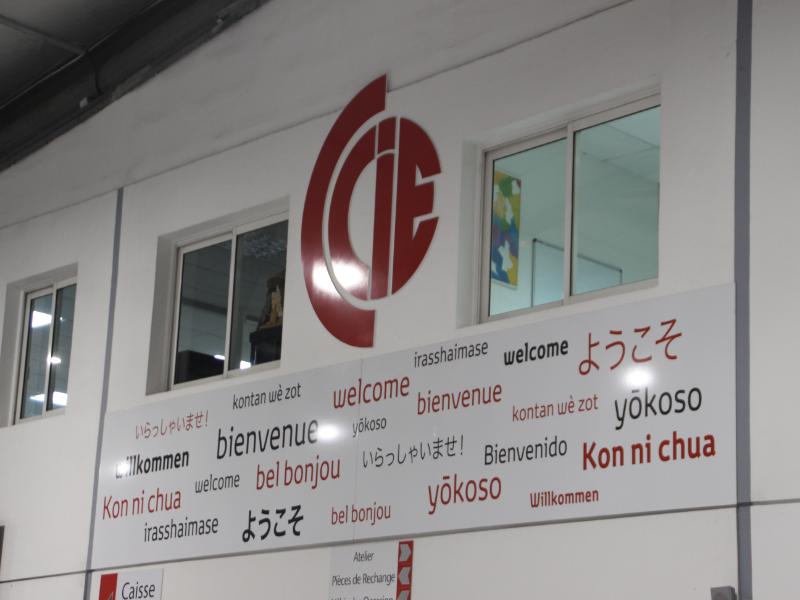 CCIE
irasshaimase
welcome
ようこそ
kontan wè zot
welcome
bienvenue
いらっしゃいませ!
bienvenue
yōkoso
kontan wè zot
yōkoso
willkommen
いらっしゃいませ!
Bienvenido
Kon ni chua
Kon ni chua
welcome
bel bonjou
yōkoso
Willkommen
irasshaimase
ようこそ
bel bonjou
Atelier
Pièces de Rechange
Caisse